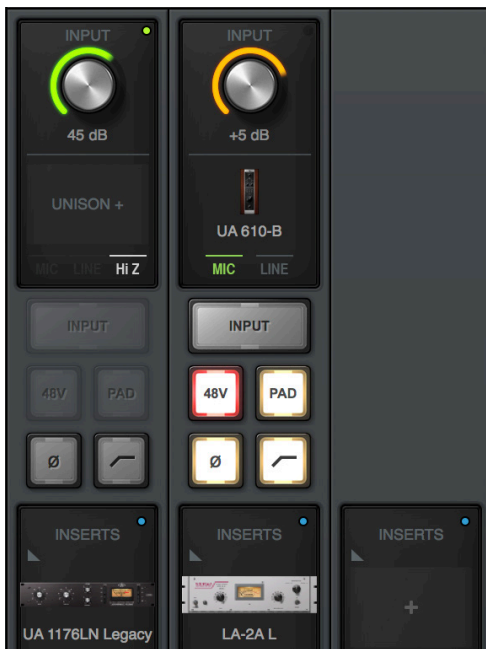 INPUT
45 dB
UNISON +
MIC LINE Hi Z
INPUT
48V PAD
Ø
INSERTS
UA 1176LN Legacy
INPUT
+5 dB
UA 610-B
MIC LINE
INPUT
48V PAD
Ø
INSERTS
LA-2A L
INSERTS
+